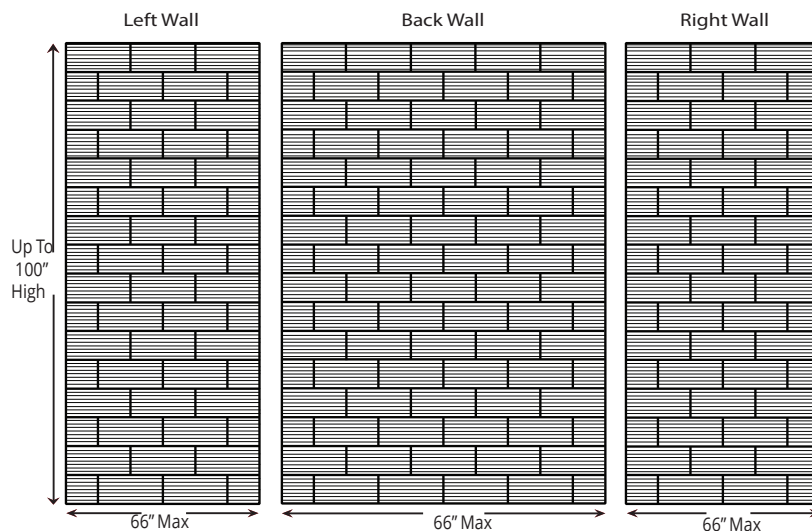 Left Wall
Back Wall
Right Wall
Up To
100”
High
66” Max
66” Max
66” Max